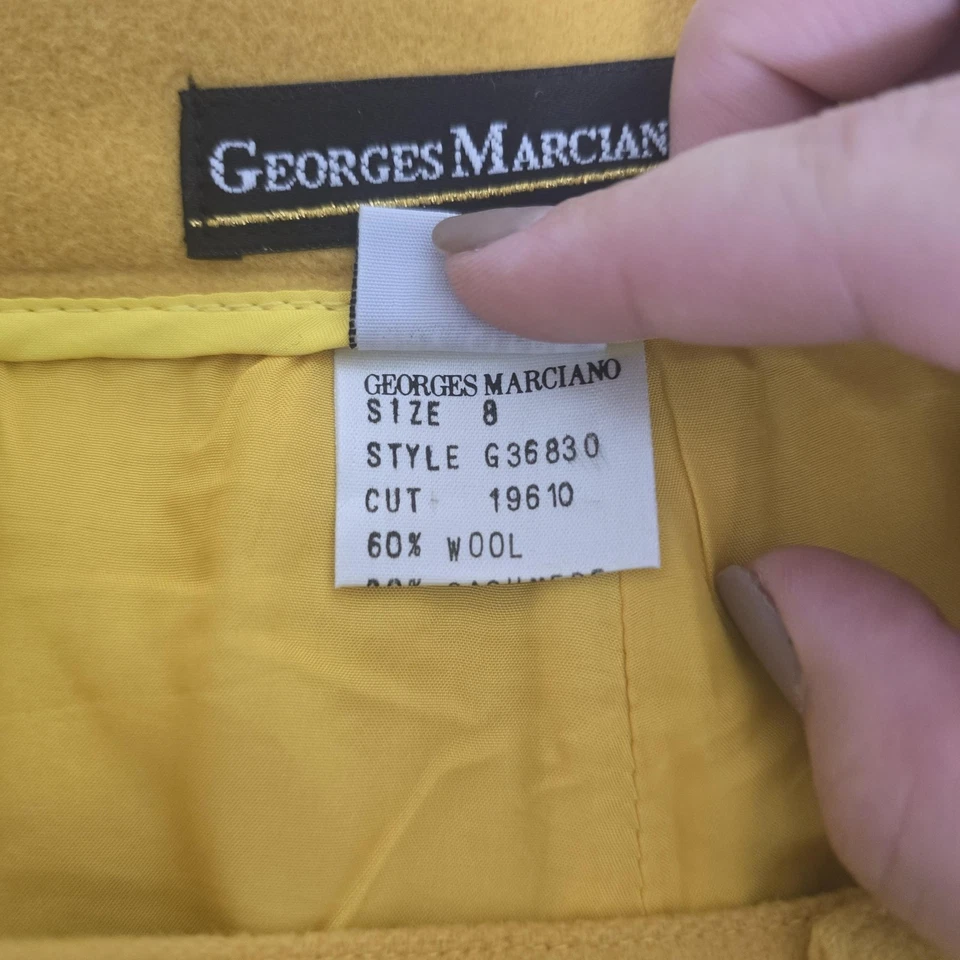 GEORGES MARCIAN
GEORGES MARCIANO
SIZE 8
STYLE G36830
CUT 19610
60% WOOL